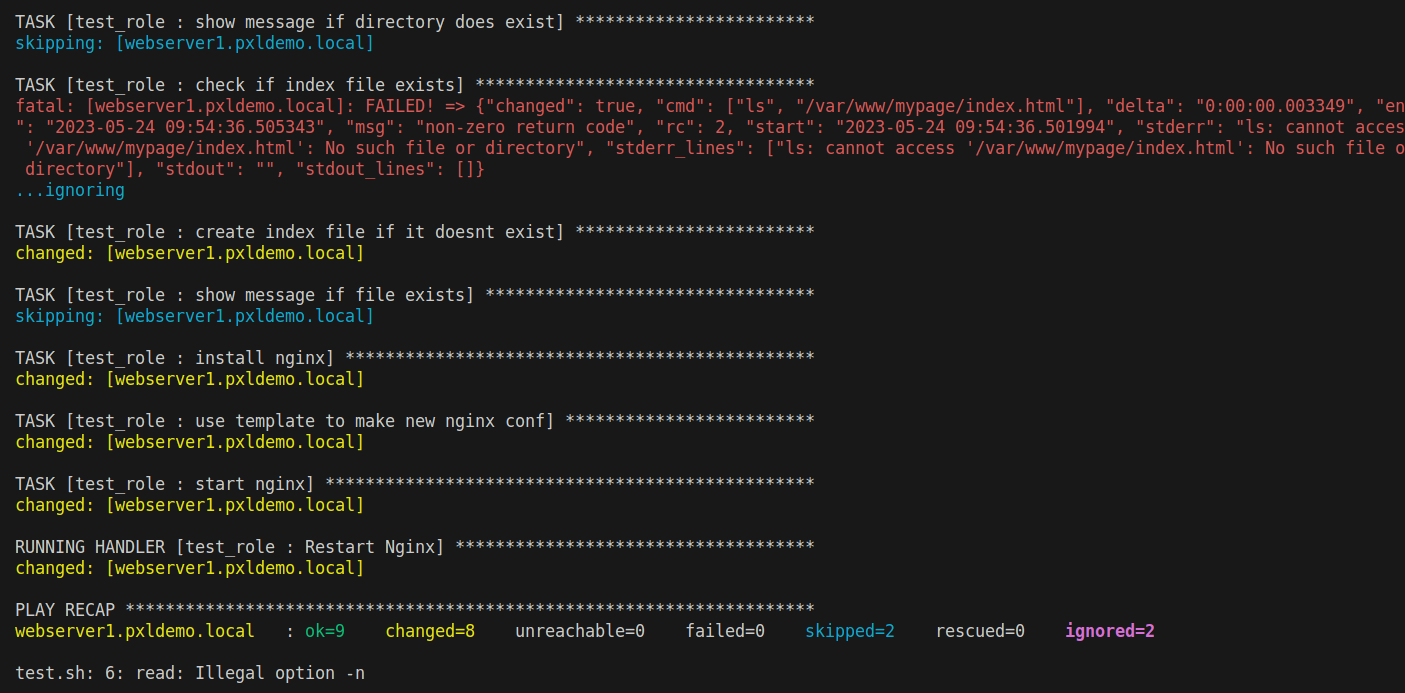 TASK [test_role : show message if directory does exist] ************************
skipping: [webserver1.pxldemo.local]

TASK [test_role : check if index file exists] **********************************
fatal: [webserver1.pxldemo.local]: FAILED! => {"changed": true, "cmd": ["ls", "/var/www/mypage/index.html"], "delta": "0:00:00.003349", "en
": "2023-05-24 09:54:36.505343", "msg": "non-zero return code", "rc": 2, "start": "2023-05-24 09:54:36.501994", "stderr": "ls: cannot acces
 '/var/www/mypage/index.html': No such file or directory", "stderr_lines": ["ls: cannot access '/var/www/mypage/index.html': No such file o
 directory"], "stdout": "", "stdout_lines": []}
...ignoring

TASK [test_role : create index file if it doesnt exist] ************************
changed: [webserver1.pxldemo.local]

TASK [test_role : show message if file exists] *********************************
skipping: [webserver1.pxldemo.local]

TASK [test_role : install nginx] ***********************************************
changed: [webserver1.pxldemo.local]

TASK [test_role : use template to make new nginx conf] *************************
changed: [webserver1.pxldemo.local]

TASK [test_role : start nginx] *************************************************
changed: [webserver1.pxldemo.local]

RUNNING HANDLER [test_role : Restart Nginx] ************************************
changed: [webserver1.pxldemo.local]

PLAY RECAP *********************************************************************
webserver1.pxldemo.local   : ok=9    changed=8    unreachable=0    failed=0    skipped=2    rescued=0    ignored=2

test.sh: 6: read: Illegal option -n